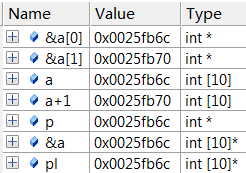 Name Value Type
&a[0] 0x0025fb6c int *
&a[1] 0x0025fb70 int *
a 0x0025fb6c int [10]
a+1 0x0025fb70 int [10]
p 0x0025fb6c int *
&a 0x0025fb6c int [10]*
pl 0x0025fb6c int [10]*